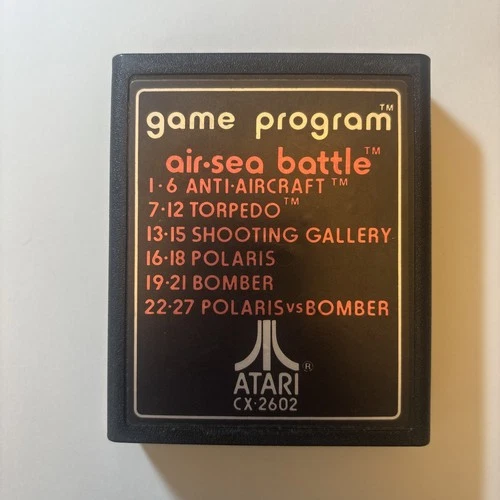 game program™
air·sea battle™
1·6 ANTI-AIRCRAFT™
7·12 TORPEDO™
13·15 SHOOTING GALLERY
16·18 POLARIS
19·21 BOMBER
22·27 POLARIS vs BOMBER
ATARI®
CX·2602